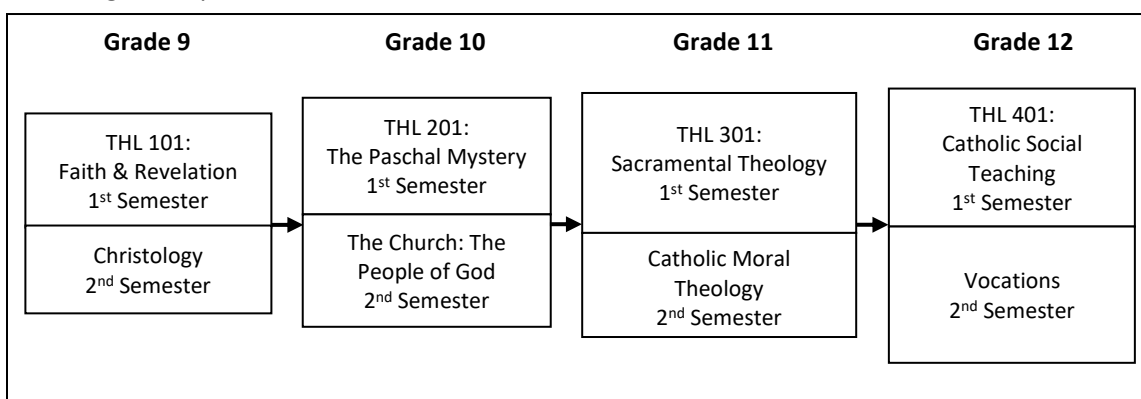 Grade 9
Grade 10
Grade 11
Grade 12
THL 101:
Faith & Revelation
1st Semester
Christology
2nd Semester
THL 201:
The Paschal Mystery
1st Semester
The Church: The
People of God
2nd Semester
THL 301:
Sacramental Theology
1st Semester
Catholic Moral
Theology
2nd Semester
THL 401:
Catholic Social
Teaching
1st Semester
Vocations
2nd Semester